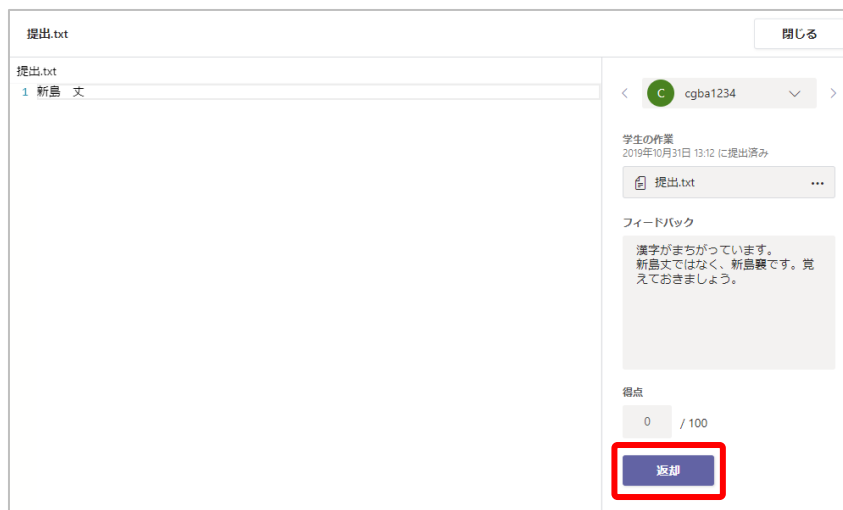 提出.txt
閉じる
提出.txt
1 新島　丈
C cgba1234
学生の作業
2019年10月31日 13:12 に提出済み
提出.txt
フィードバック
漢字がまちがっています。
新島丈ではなく、新島襄です。覚
えておきましょう。
得点
0 / 100
返却